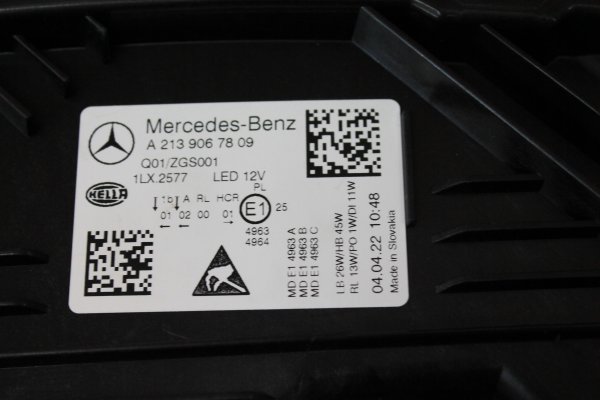 Mercedes-Benz
A 213 906 78 09
Q01/ZGS001
1LX.2577 LED 12V
HELLA
1b A RL HCR PL
01 02 00 01 E1 25
4963
4964
MD E1 4963 A
MD E1 4963 B
MD E1 4963 C
LB 26W/HB 45W
RL 13W/PO 1W/DI 11W
04.04.22 10:48
Made in Slovakia